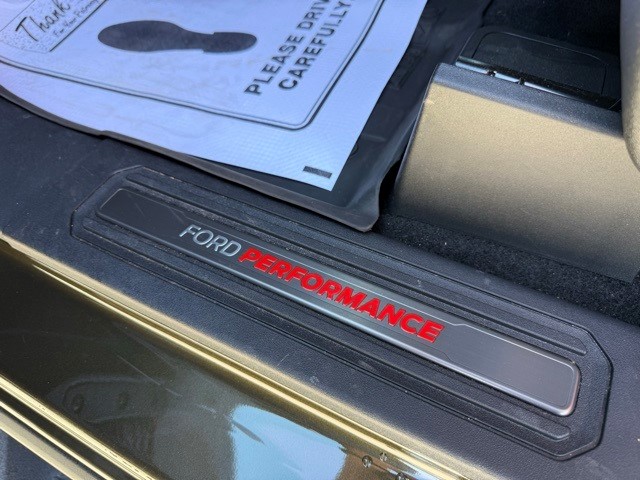 Thank
PLEASE DRIVE
CAREFULLY
FORD PERFORMANCE